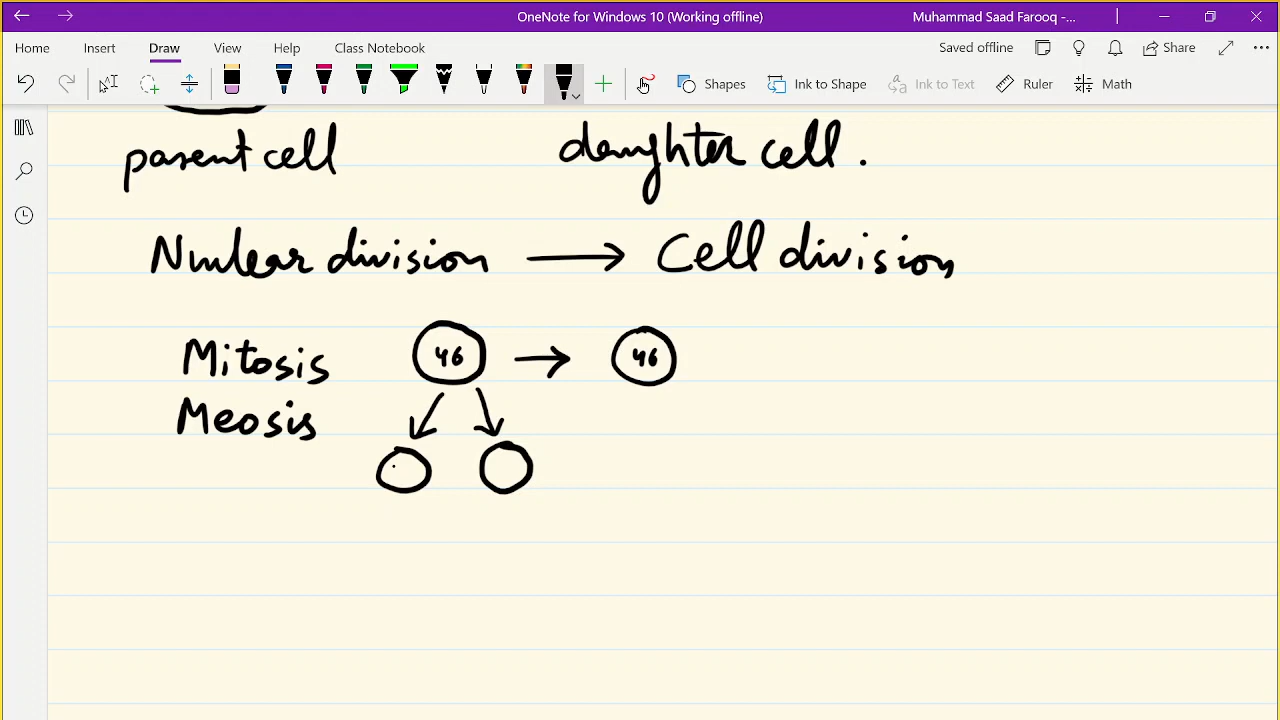 OneNote for Windows 10 (Working offline) Muhammad Saad Farooq -...
Home Insert Draw View Help Class Notebook Saved offline Share
Shapes Ink to Shape Ink to Text Ruler Math
parent cell daughter cell.
Nuclear division → Cell division
Mitosis 46 → 46
Meosis